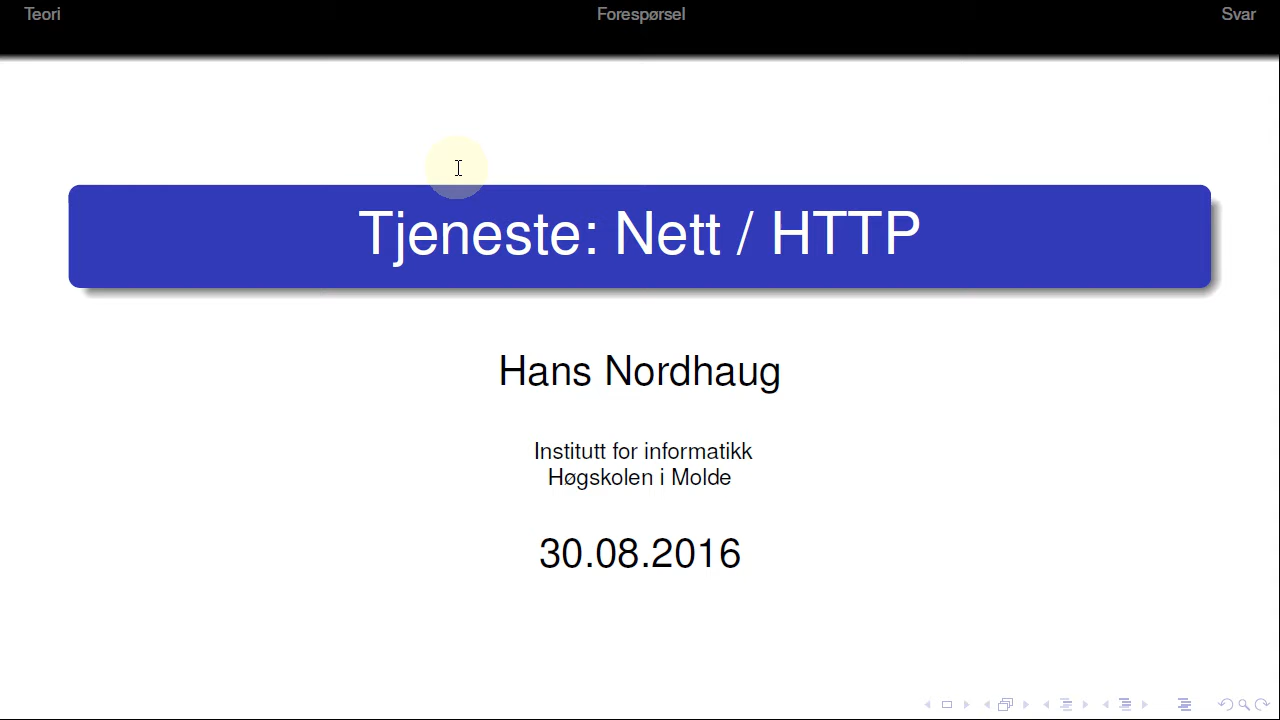 Teori
Forespørsel
Svar
Tjeneste: Nett / HTTP
Hans Nordhaug
Institutt for informatikk
Høgskolen i Molde
30.08.2016